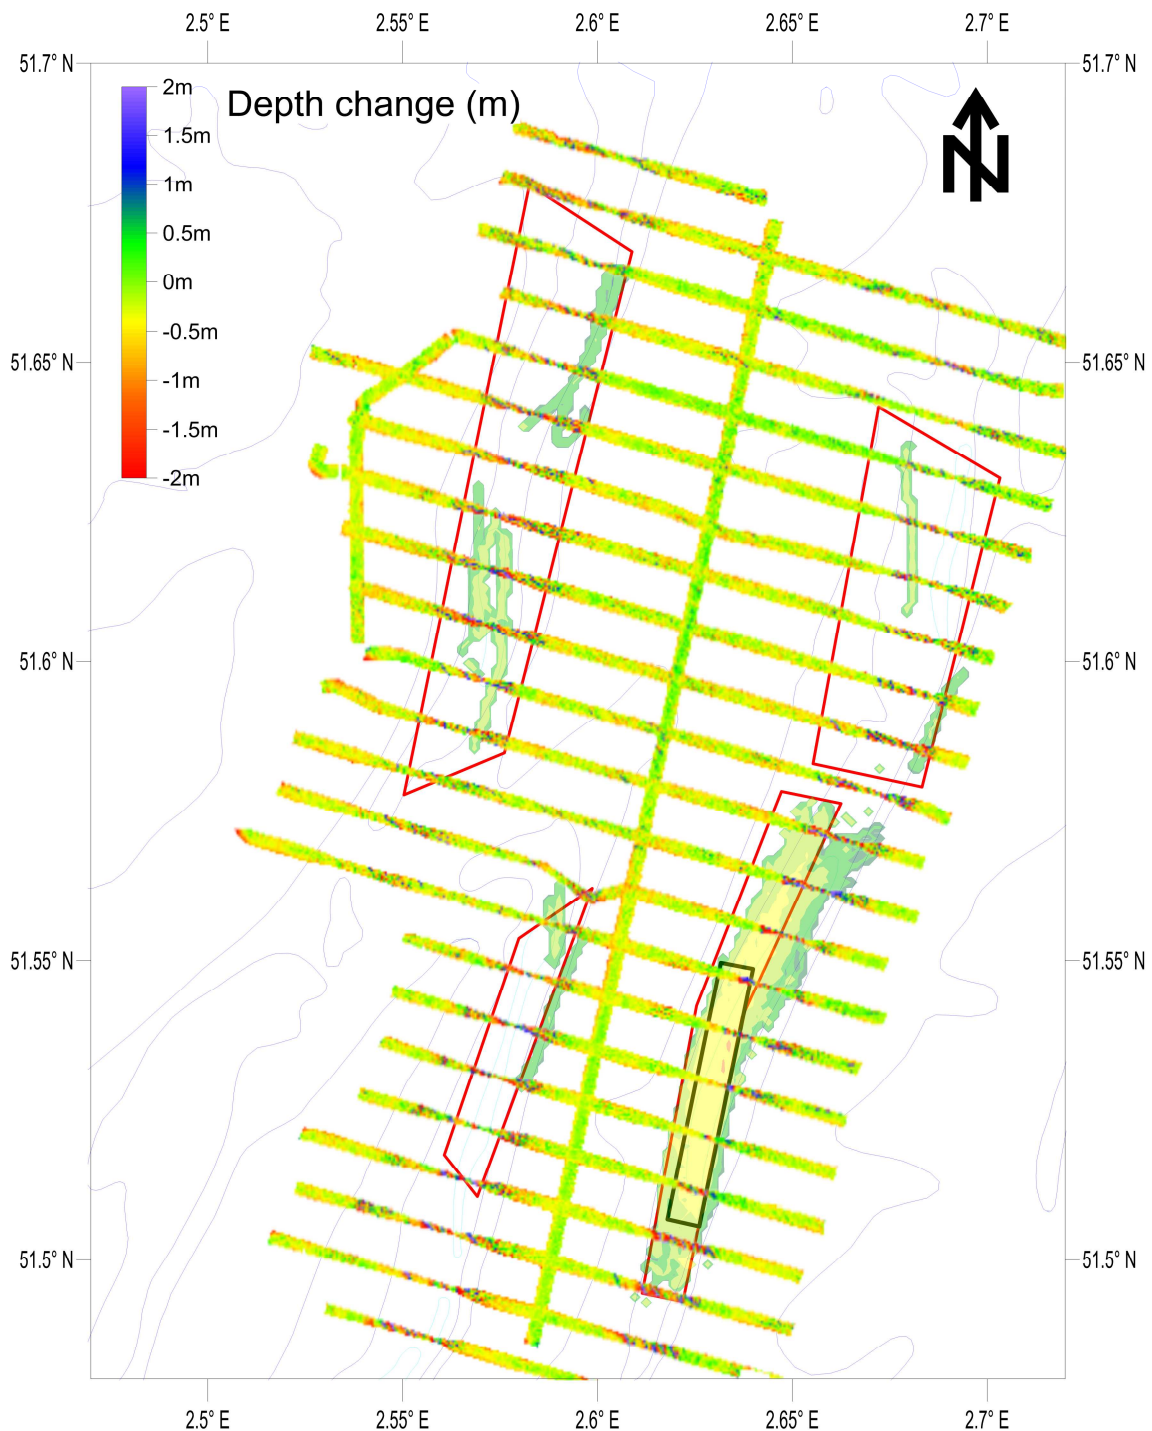 2.5° E 2.55° E 2.6° E 2.65° E 2.7° E
51.7° N 51.7° N
2m
Depth change (m)
1.5m
N
1m
0.5m
0m
-0.5m
51.65° N 51.65° N
-1m
-1.5m
-2m
51.6° N 51.6° N
51.55° N 51.55° N
51.5° N 51.5° N
2.5° E 2.55° E 2.6° E 2.65° E 2.7° E